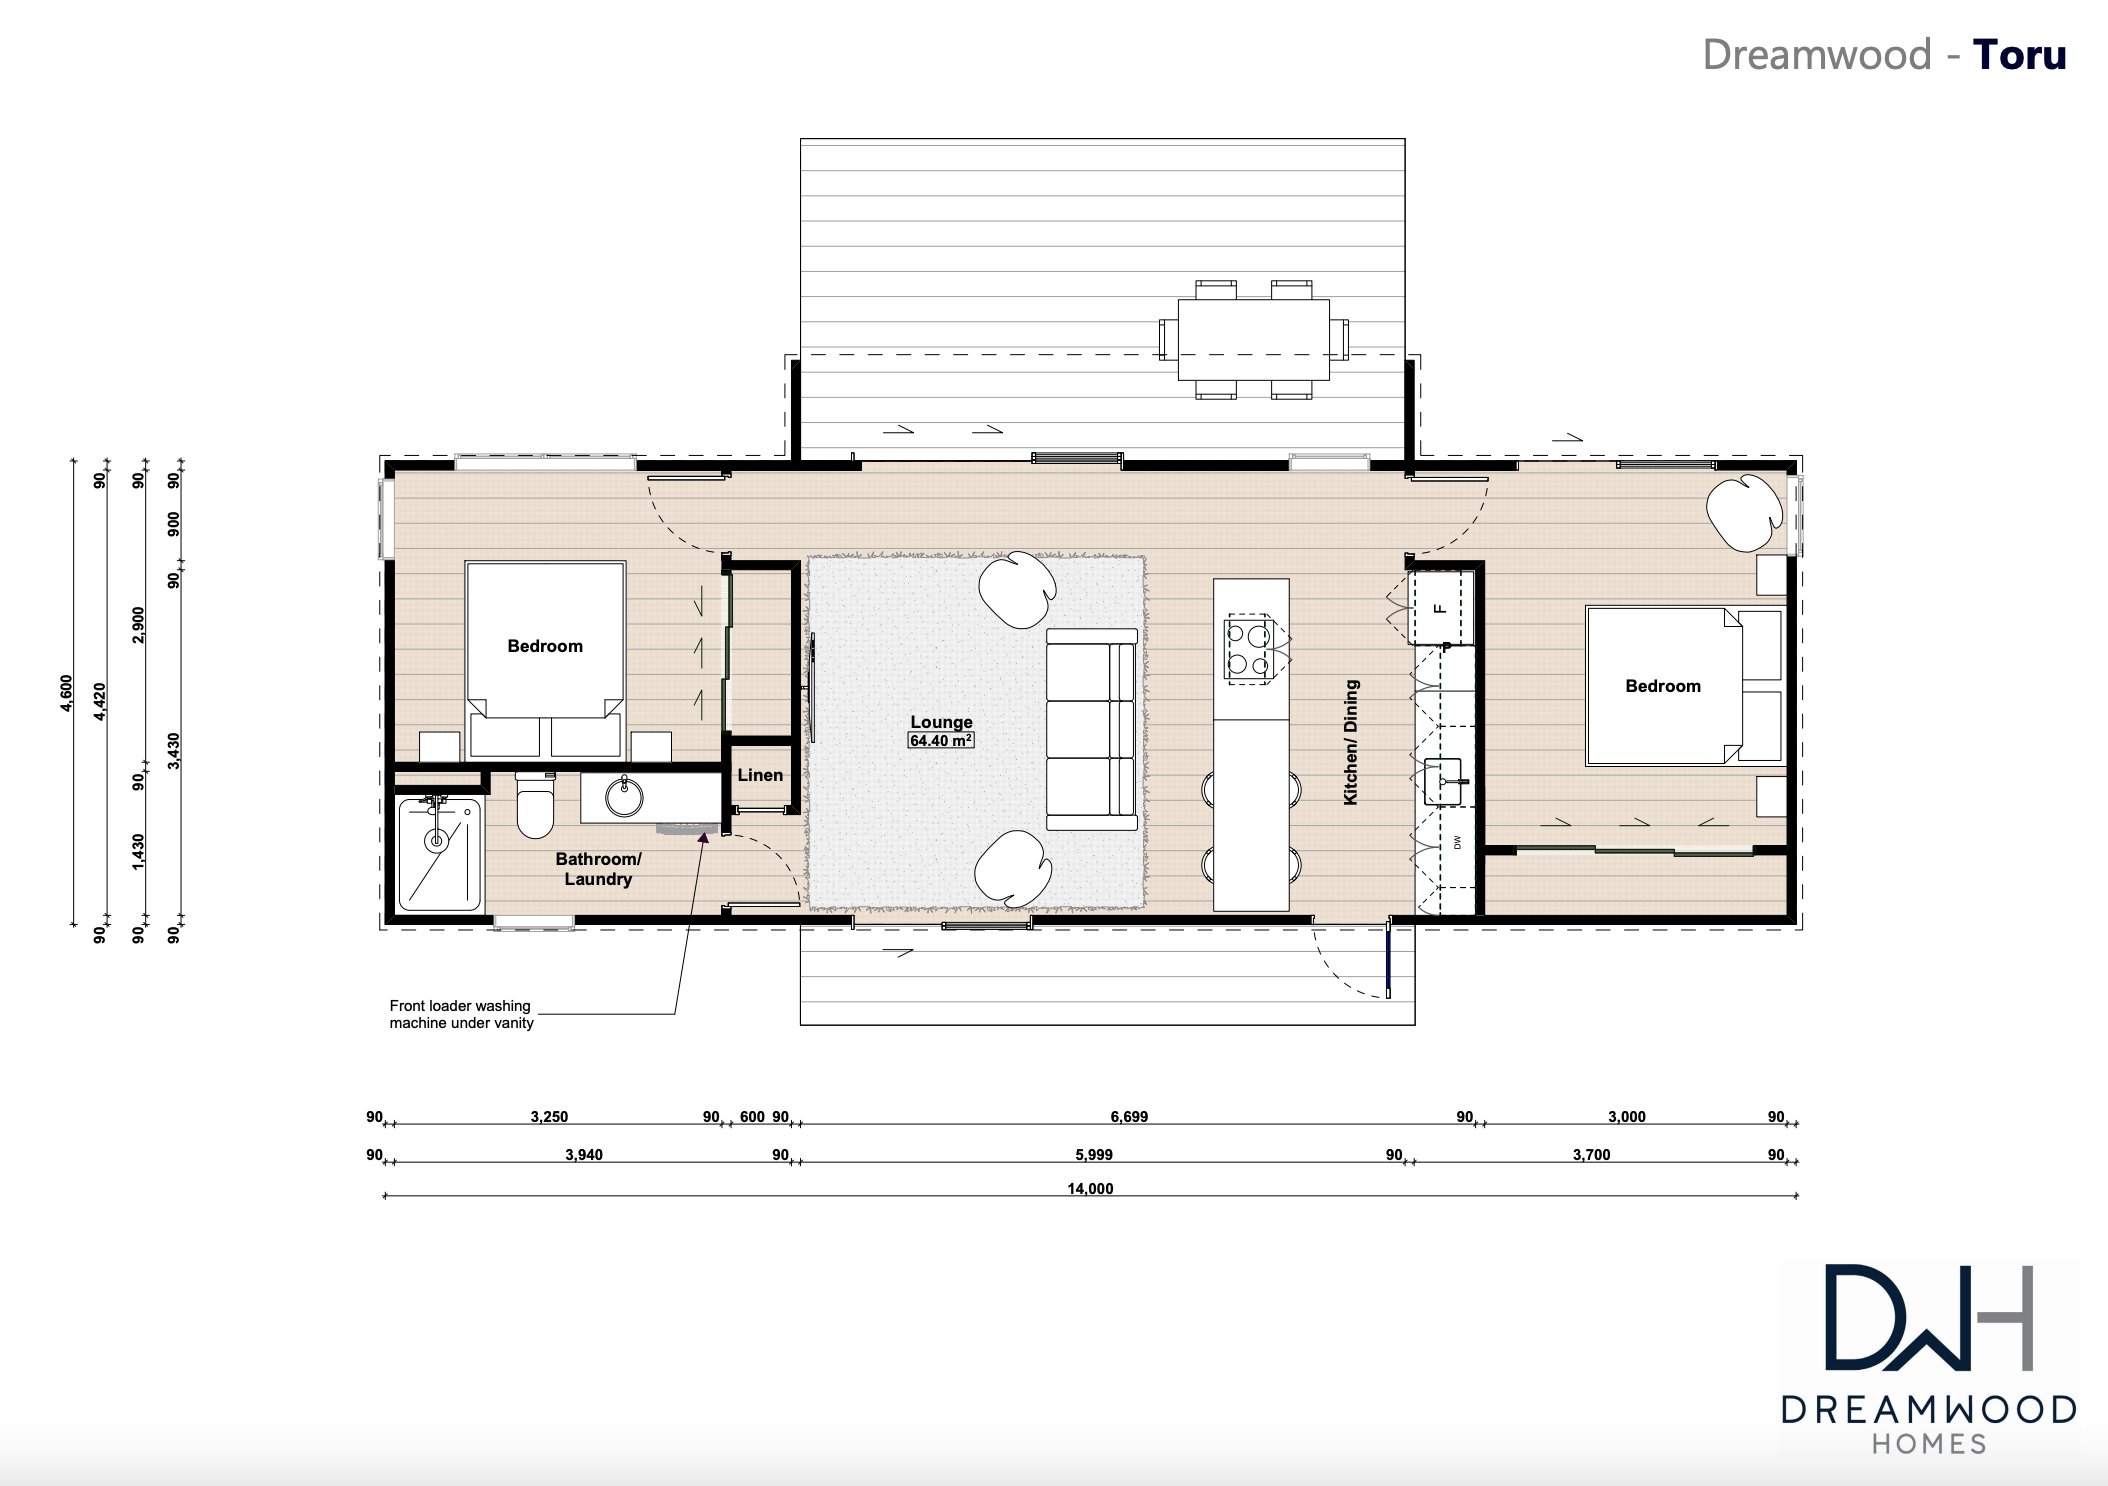 Dreamwood - Toru
Bedroom
Lounge
64.40 m²
Kitchen/ Dining
F
P
DW
Bedroom
Linen
Bathroom/
Laundry
Front loader washing
machine under vanity
4,600
90
4,420
90
90
2,900
90
1,430
90
90
900
90
3,430
90
90 3,250 90 600 90 6,699 90 3,000 90
90 3,940 90 5,999 90 3,700 90
14,000
DWH
DREAMWOOD
HOMES